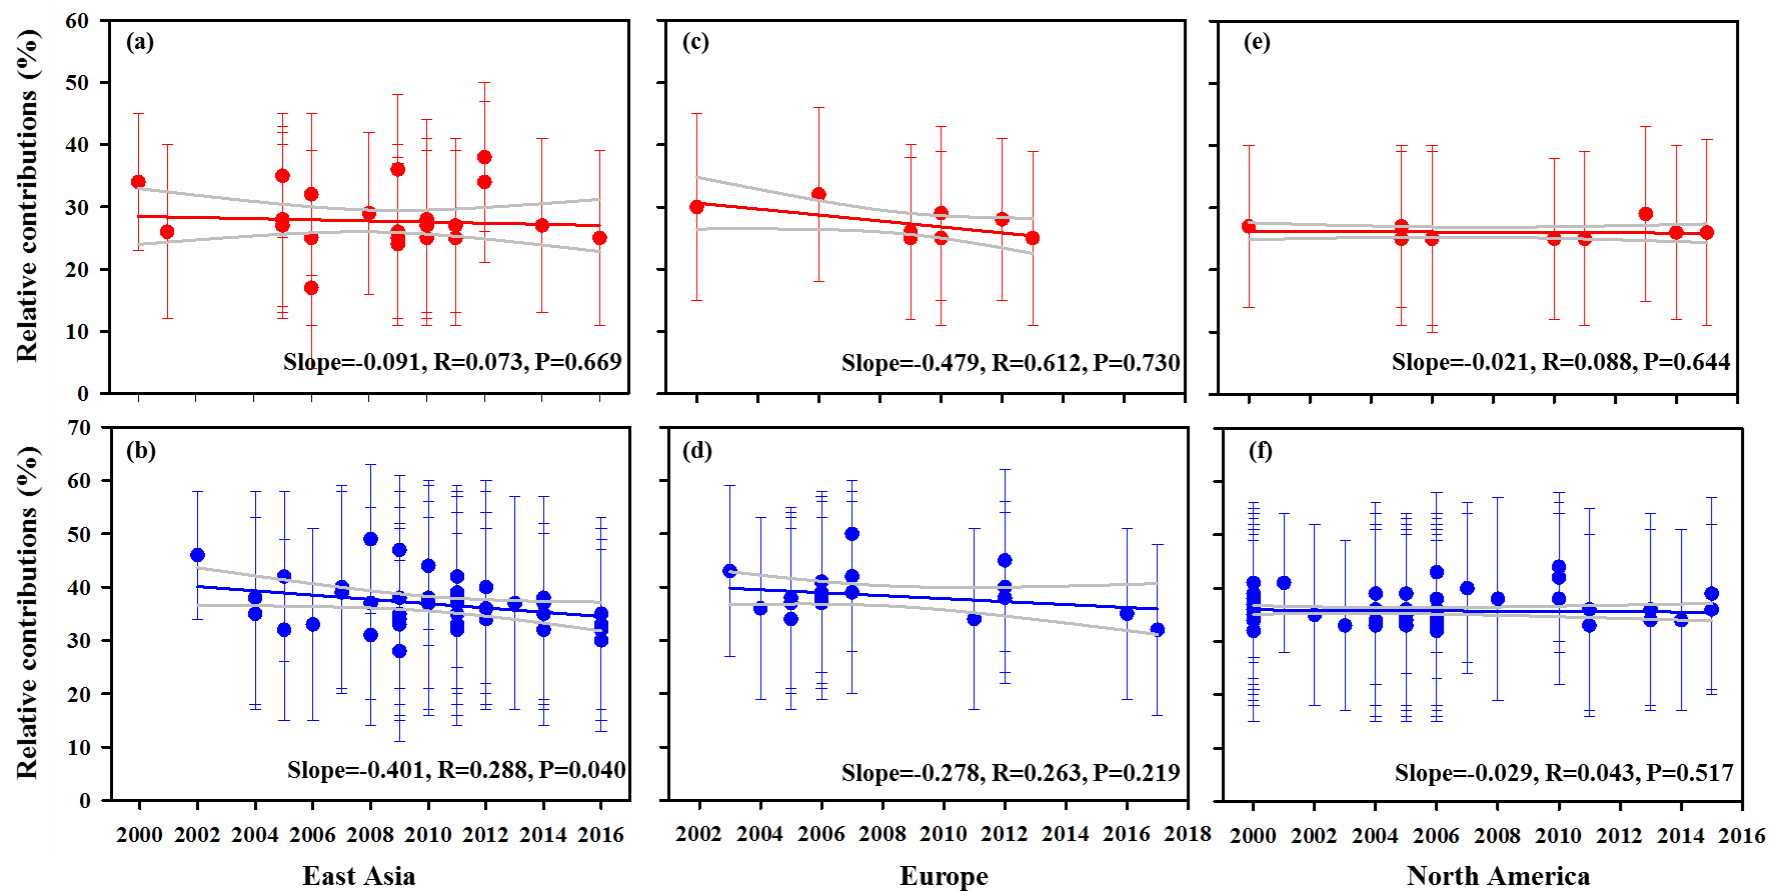 Relative contributions (%)
60
50
40
30
20
10
0
(a)
Slope=-0.091, R=0.073, P=0.669
(c)
Slope=-0.479, R=0.612, P=0.730
(e)
Slope=-0.021, R=0.088, P=0.644
Relative contributions (%)
70
60
50
40
30
20
10
0
(b)
Slope=-0.401, R=0.288, P=0.040
(d)
Slope=-0.278, R=0.263, P=0.219
(f)
Slope=-0.029, R=0.043, P=0.517
2000 2002 2004 2006 2008 2010 2012 2014 2016
2002 2004 2006 2008 2010 2012 2014 2016 2018
2000 2002 2004 2006 2008 2010 2012 2014 2016
East Asia
Europe
North America